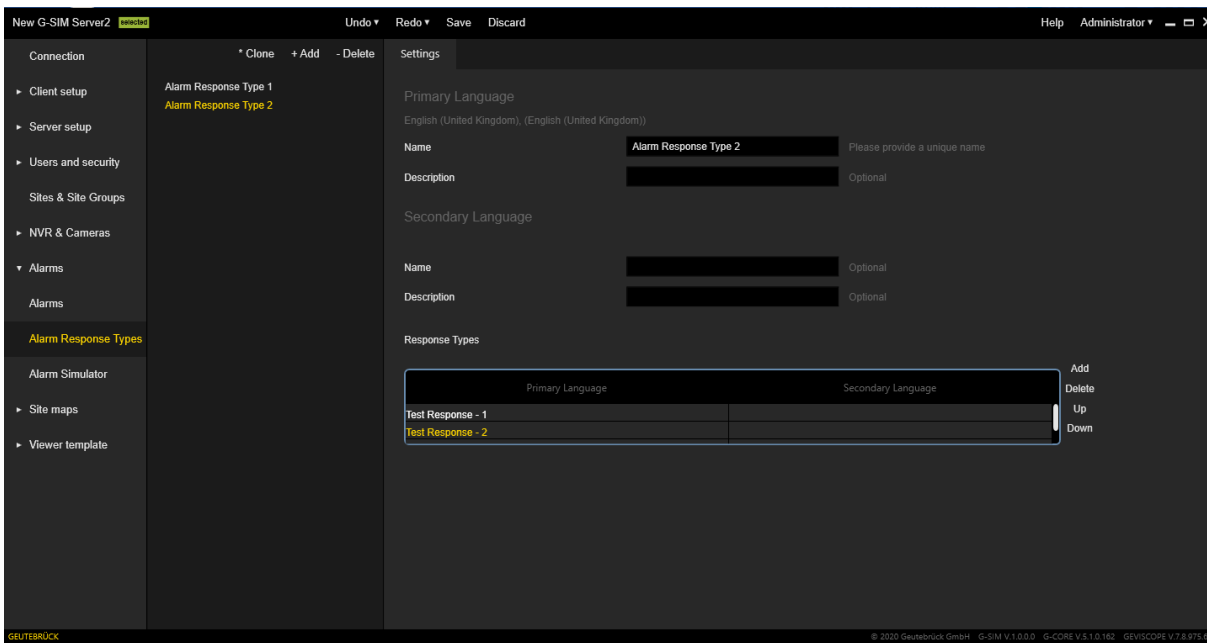 New G-SIM Server2 selected Undo ▾ Redo ▾ Save Discard Help Administrator ▾
Connection
▸ Client setup
▸ Server setup
▸ Users and security
Sites & Site Groups
▸ NVR & Cameras
▾ Alarms
Alarms
Alarm Response Types
Alarm Simulator
▸ Site maps
▸ Viewer template
* Clone + Add - Delete
Alarm Response Type 1
Alarm Response Type 2
Settings
Primary Language
English (United Kingdom), (English (United Kingdom))
Name Alarm Response Type 2 Please provide a unique name
Description Optional
Secondary Language
Name Optional
Description Optional
Response Types
Primary Language Secondary Language
Test Response - 1
Test Response - 2
Add
Delete
Up
Down
GEUTEBRÜCK © 2020 Geutebrück GmbH G-SIM V.1.0.0.0 G-CORE V.5.1.0.162 GEVISCOPE V.7.8.975.6